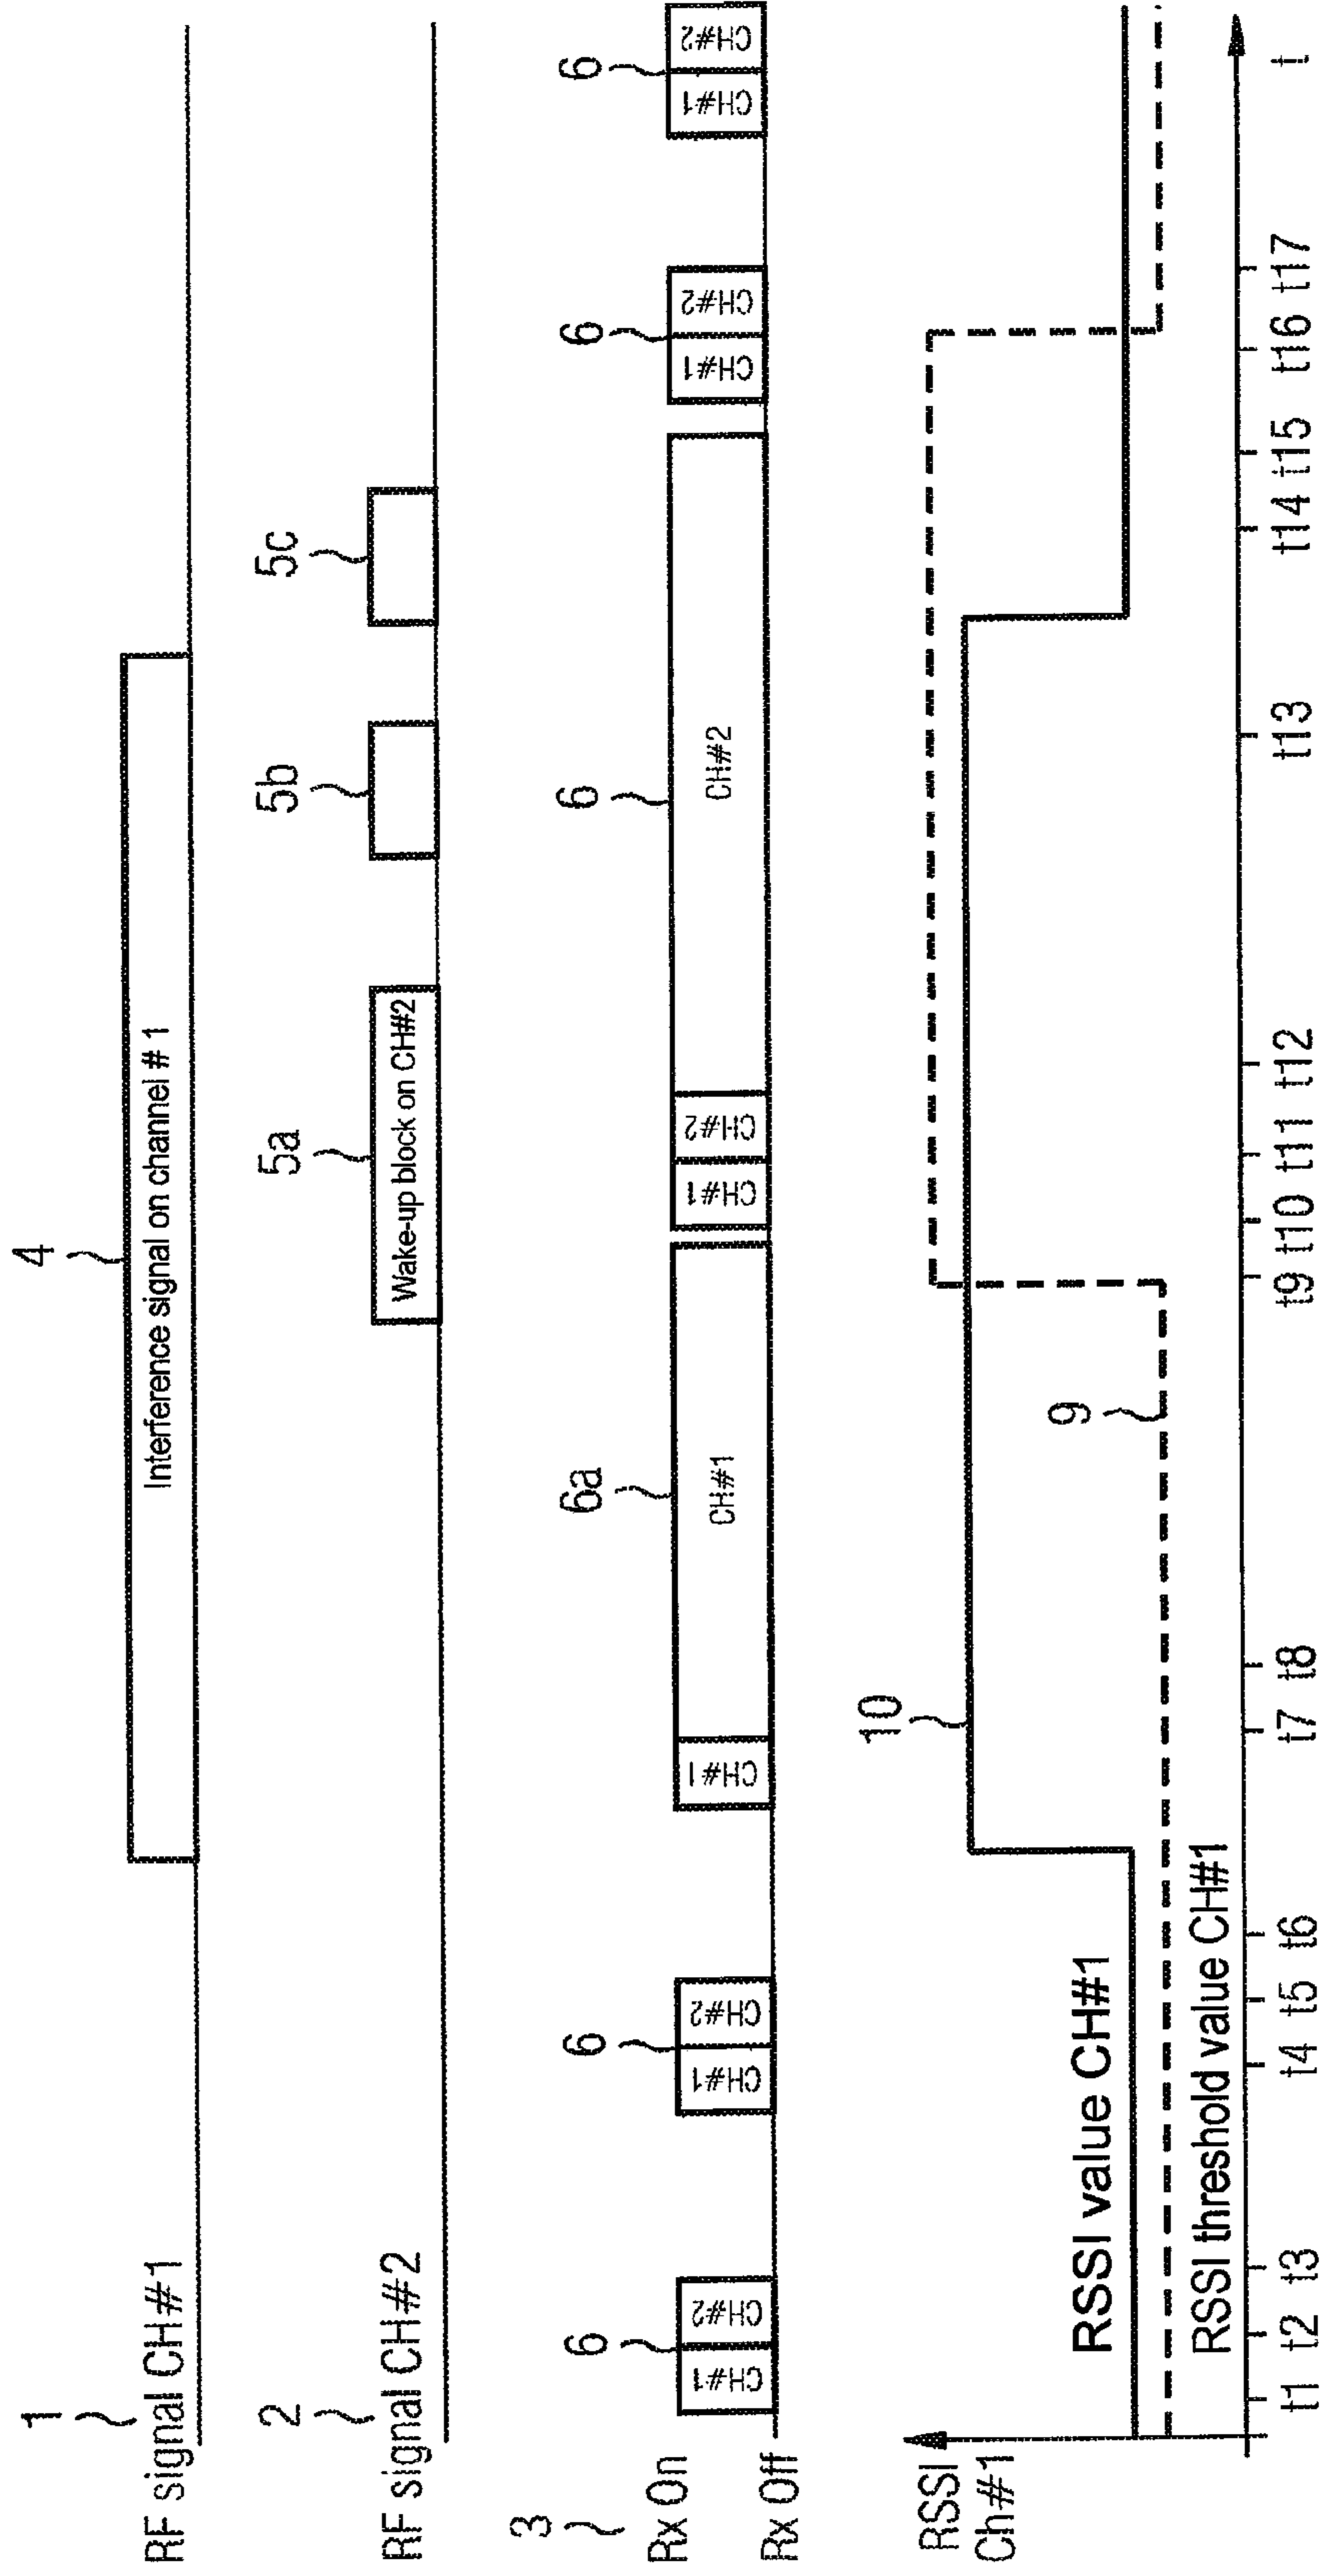 1
RF signal CH#1
4
Interference signal on channel # 1
2
RF signal CH#2
5a
Wake-up block on CH#2
5b
5c
3
Rx On
Rx Off
6
CH#1
CH#2
6
CH#1
CH#2
CH#1
6a
CH#1
CH#1
CH#2
6
CH#2
6
CH#1
CH#2
6
CH#1
CH#2
RSSI
Ch#1
10
RSSI value CH#1
9
RSSI threshold value CH#1
t1 t2 t3 t4 t5 t6 t7 t8 t9 t10 t11 t12 t13 t14 t15 t16 t17 t